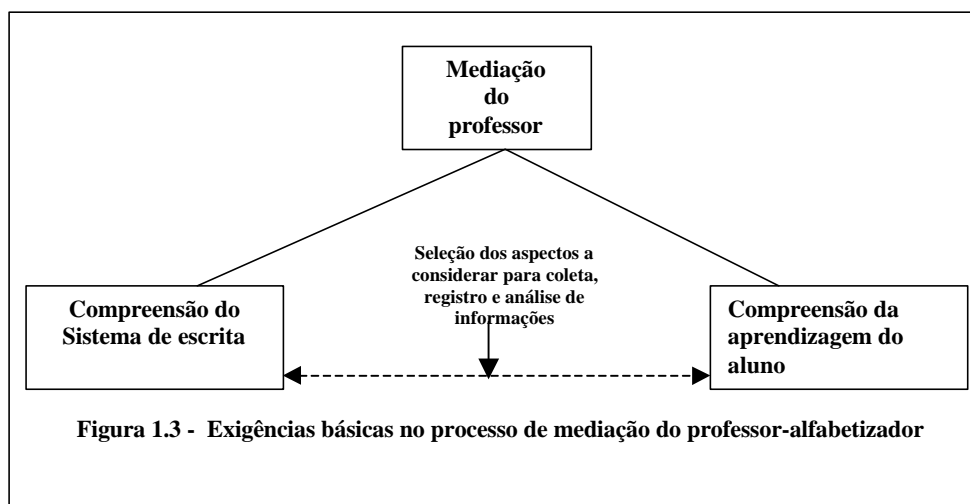 Mediação
do
professor
Seleção dos aspectos a
considerar para coleta,
registro e análise de
informações
Compreensão do
Sistema de escrita
Compreensão da
aprendizagem do
aluno
Figura 1.3 - Exigências básicas no processo de mediação do professor-alfabetizador